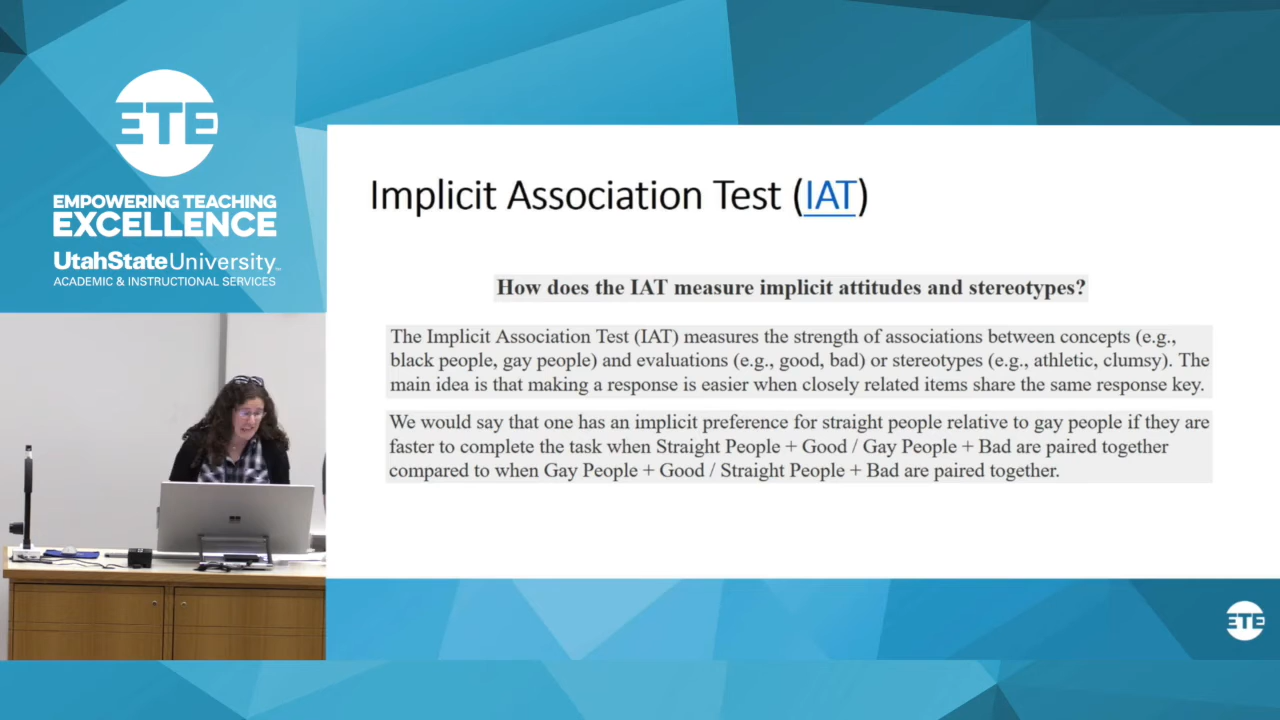 ETE
EMPOWERING TEACHING
EXCELLENCE
UtahStateUniversity
ACADEMIC & INSTRUCTIONAL SERVICES
Implicit Association Test (IAT)
How does the IAT measure implicit attitudes and stereotypes?
The Implicit Association Test (IAT) measures the strength of associations between concepts (e.g.,
black people, gay people) and evaluations (e.g., good, bad) or stereotypes (e.g., athletic, clumsy). The
main idea is that making a response is easier when closely related items share the same response key.
We would say that one has an implicit preference for straight people relative to gay people if they are
faster to complete the task when Straight People + Good / Gay People + Bad are paired together
compared to when Gay People + Good / Straight People + Bad are paired together.
ETE